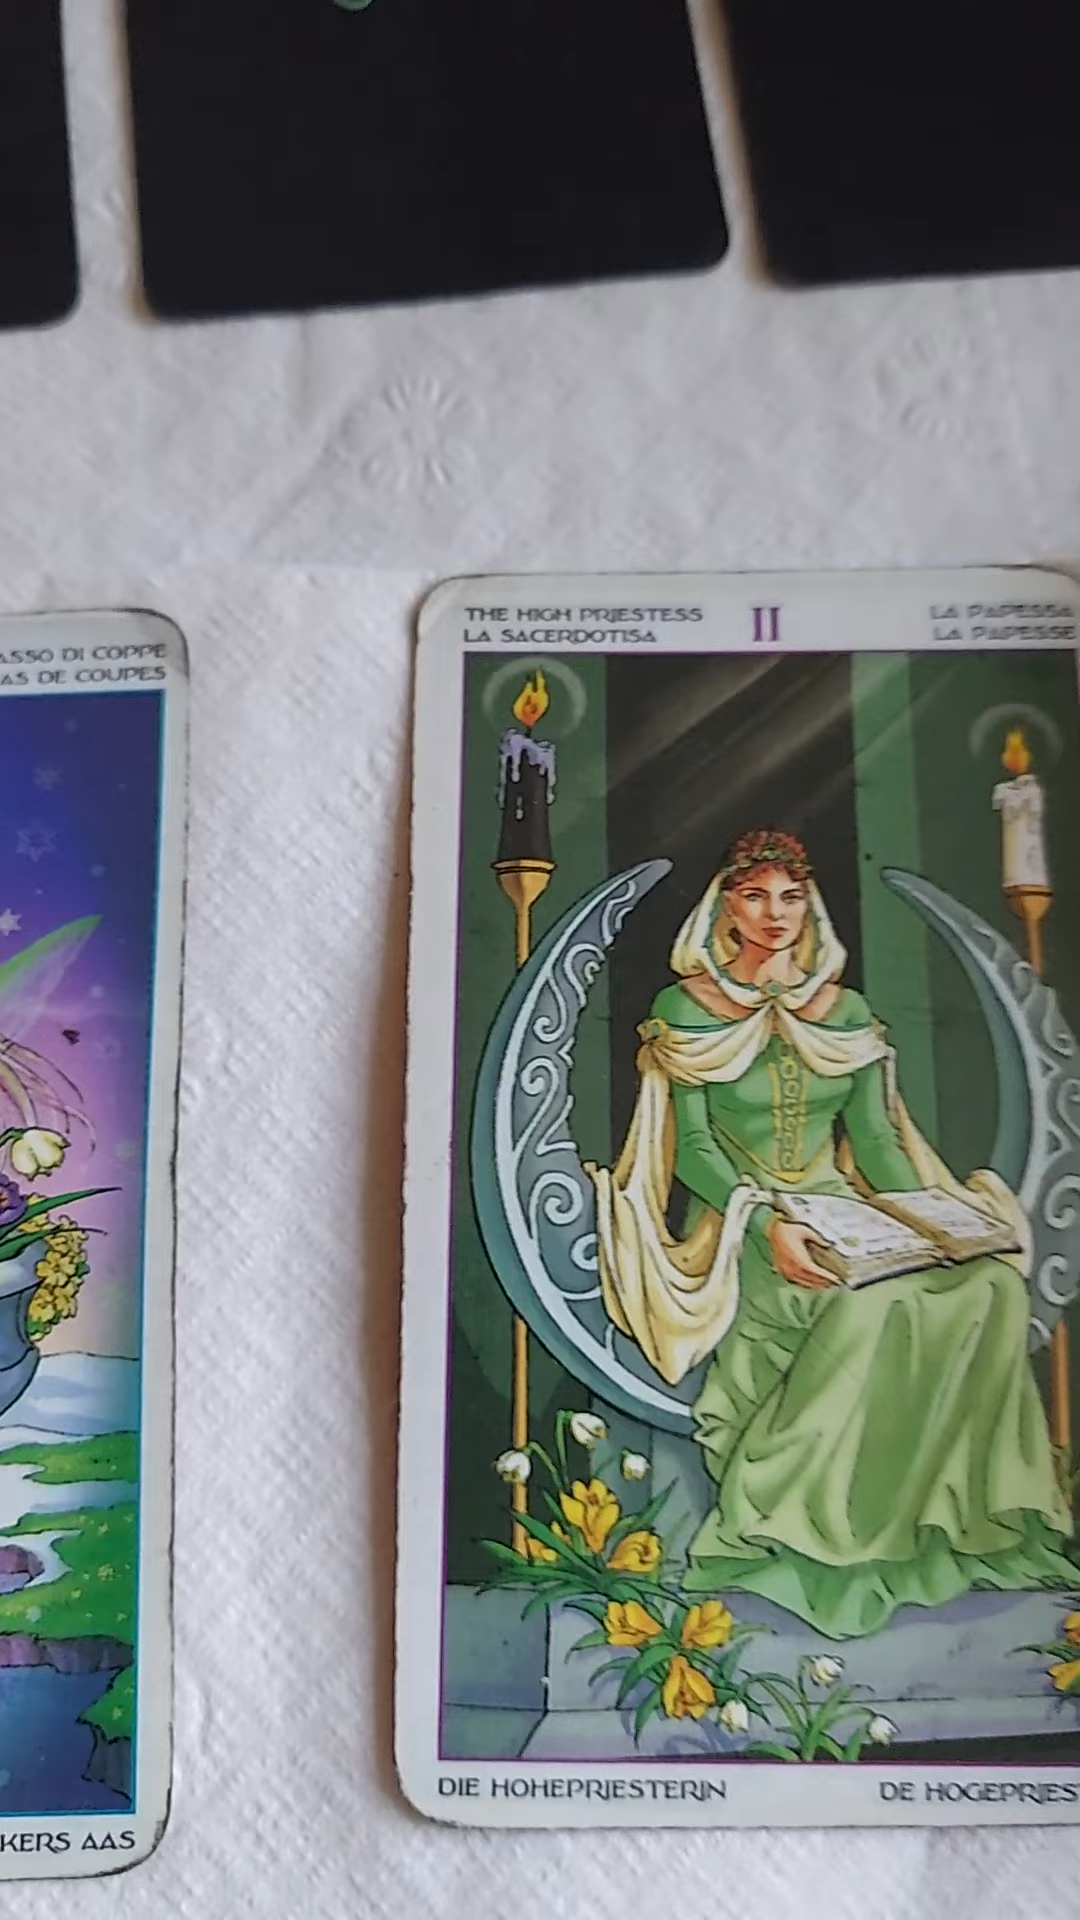 ASSO DI COPPE
AS DE COUPES
THE HIGH PRIESTESS
LA SACERDOTISA
II
LA PAPESSA
LA PAPESSE
KERS AAS
DIE HOHEPRIESTERIN
DE HOGEPRIES